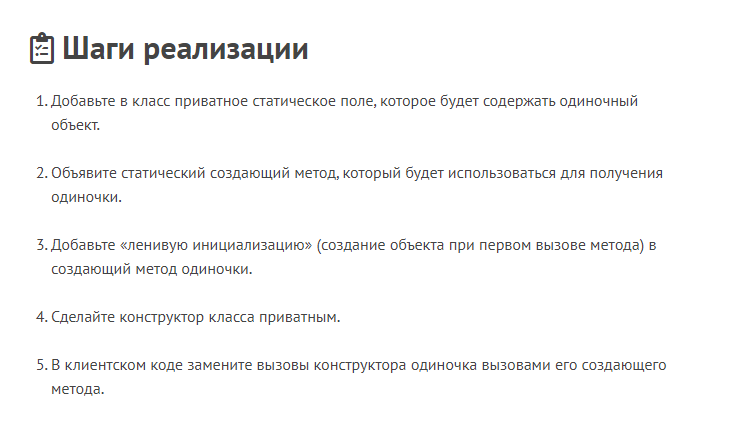 Шаги реализации
1. Добавьте в класс приватное статическое поле, которое будет содержать одиночный
объект.
2. Объявите статический создающий метод, который будет использоваться для получения
одиночки.
3. Добавьте «ленивую инициализацию» (создание объекта при первом вызове метода) в
создающий метод одиночки.
4. Сделайте конструктор класса приватным.
5. В клиентском коде замените вызовы конструктора одиночка вызовами его создающего
метода.